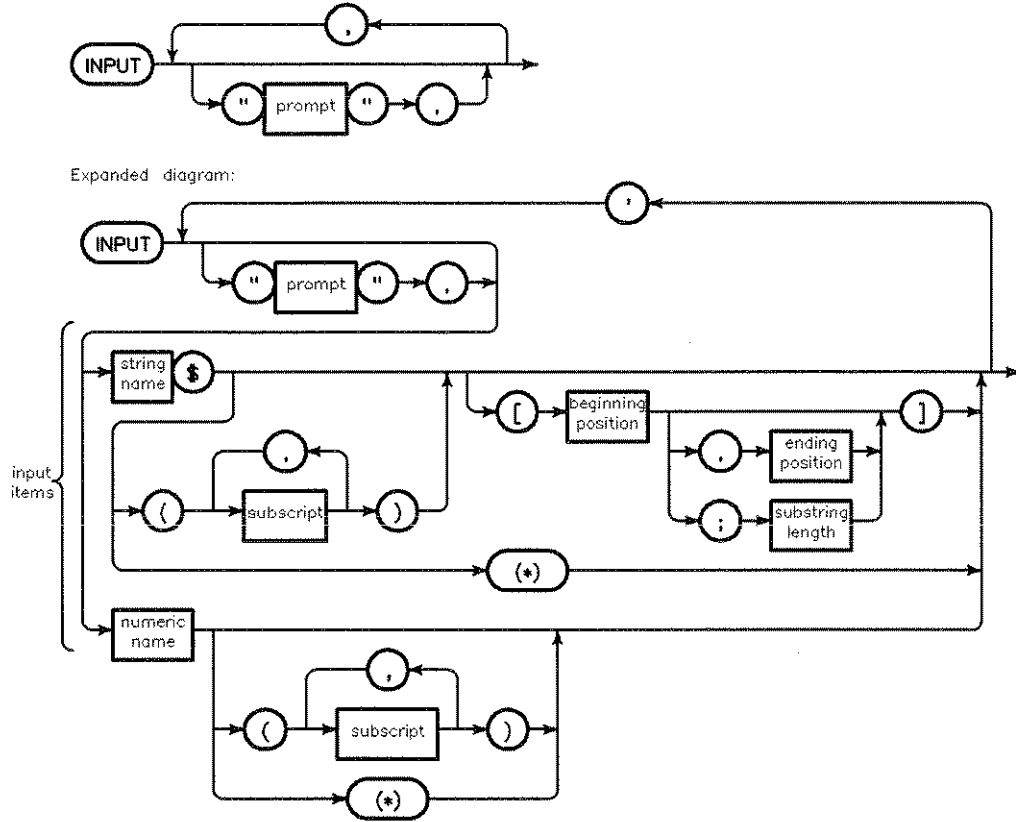 ,
INPUT
" prompt " ,
Expanded diagram:
,
INPUT
" prompt " ,
string
name $
[ beginning
position ]
, ending
position
input
items
,
( subscript )
; substring
length
(*)
numeric
name
,
( subscript )
(*)